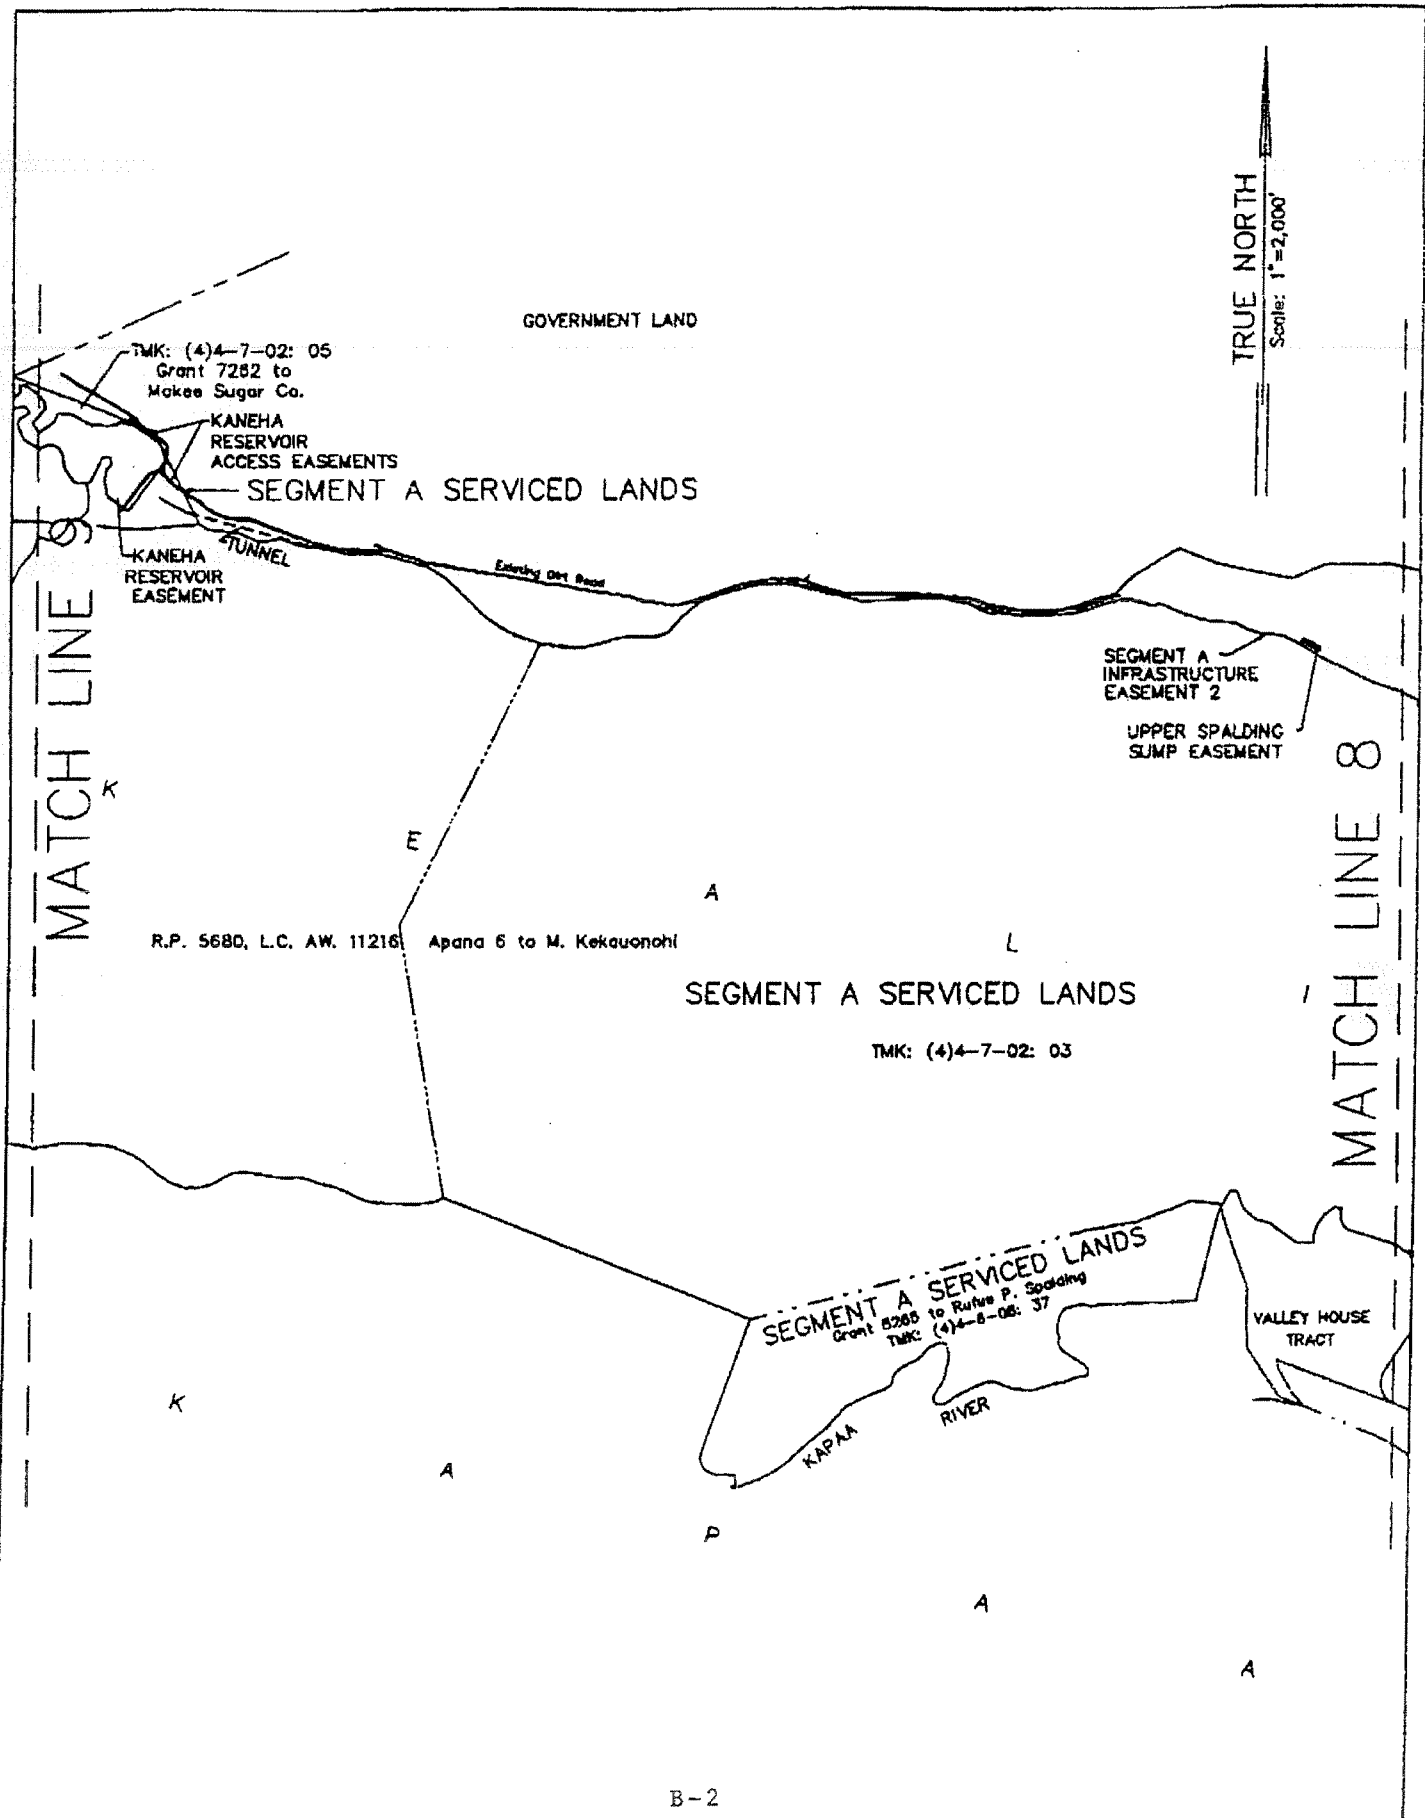 TRUE NORTH
Scale: 1"=2,000'
GOVERNMENT LAND
TMK: (4)4-7-02: 05
Grant 7262 to
Makee Sugar Co.
KANEHA
RESERVOIR
ACCESS EASEMENTS
SEGMENT A SERVICED LANDS
TUNNEL
KANEHA
RESERVOIR
EASEMENT
Existing Dirt Road
SEGMENT A
INFRASTRUCTURE
EASEMENT 2
UPPER SPALDING
SUMP EASEMENT
MATCH LINE 9
MATCH LINE 8
K
E
A
L
I
A
R.P. 5680, L.C. AW. 11216, Apana 6 to M. Kekauonohi
SEGMENT A SERVICED LANDS
TMK: (4)4-7-02: 03
SEGMENT A SERVICED LANDS
Grant 5266 to Rufus P. Spalding
TMK: (4)4-6-06: 37
VALLEY HOUSE
TRACT
KAPAA
RIVER
K
A
P
A
A
B-2